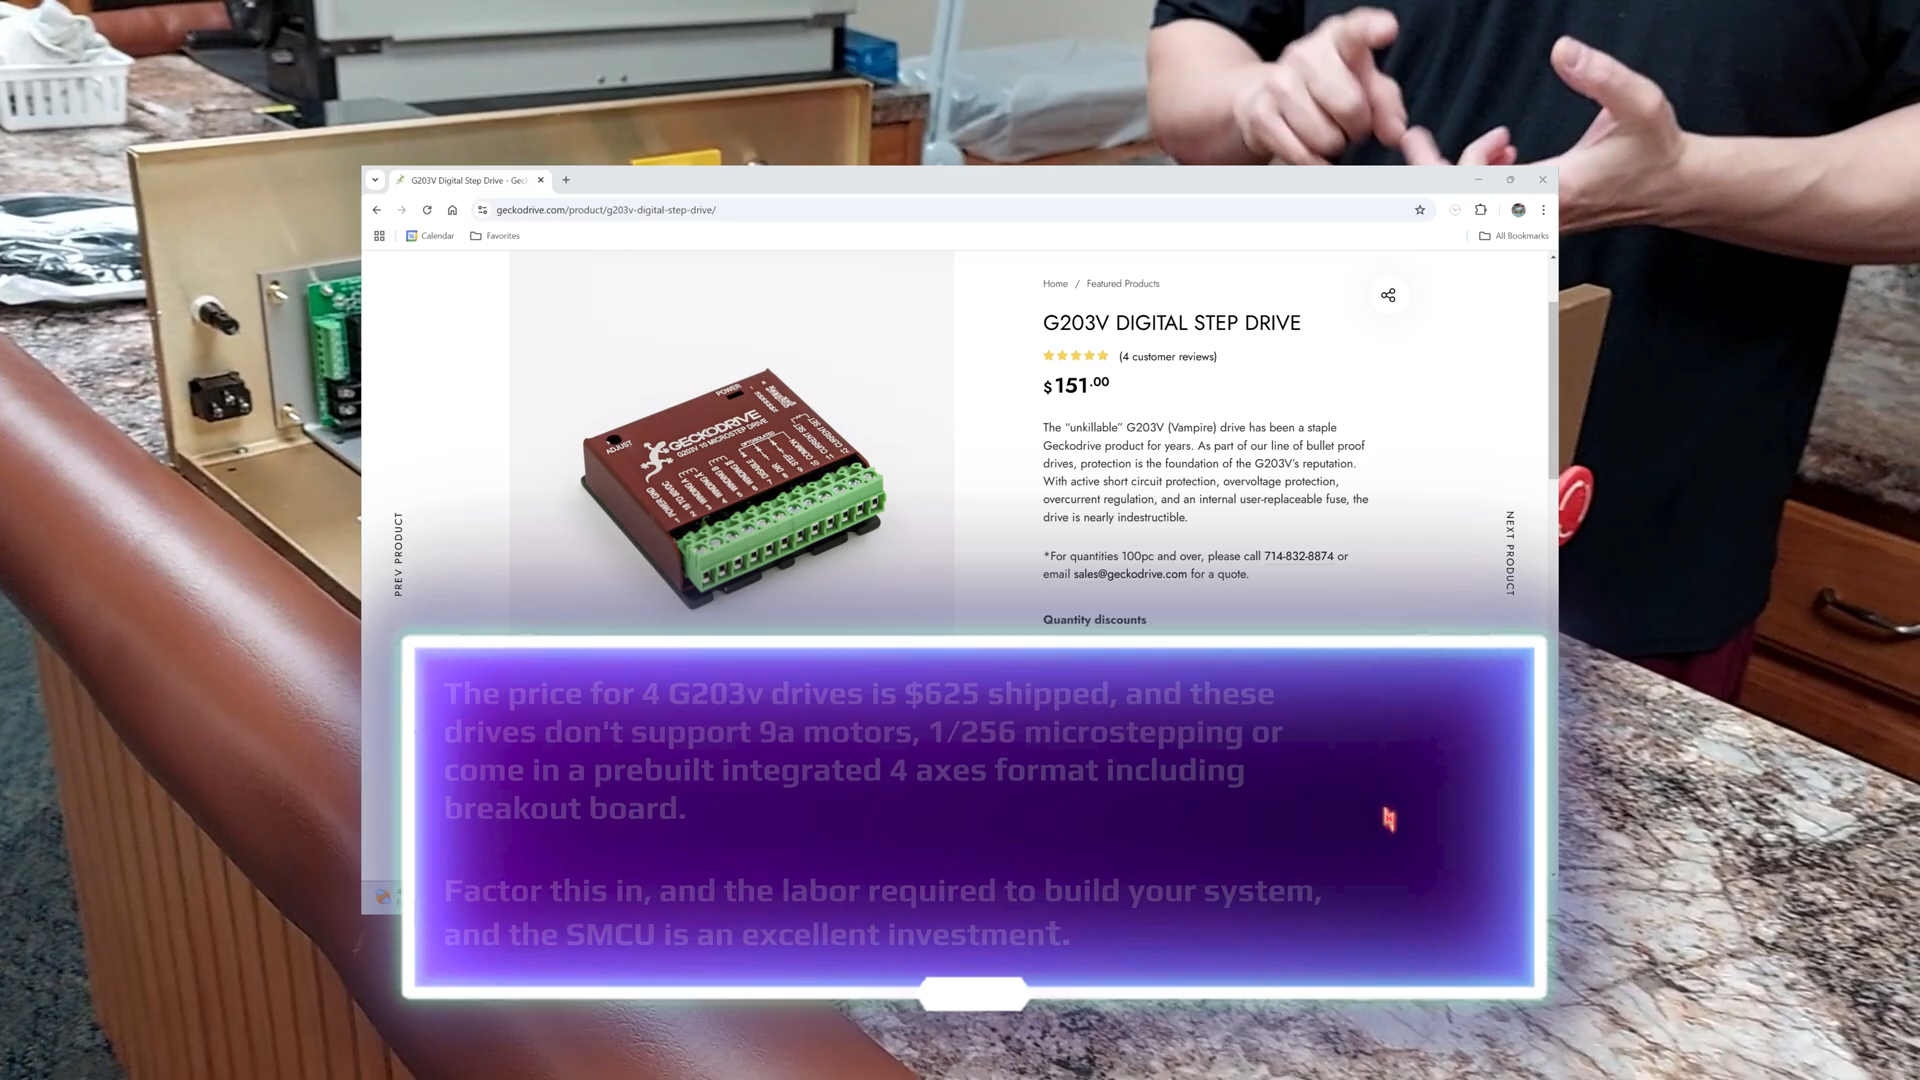 G203V Digital Step Drive - Gec
geckodrive.com/product/g203v-digital-step-drive/
Calendar
Favorites
All Bookmarks
Home / Featured Products
G203V DIGITAL STEP DRIVE
(4 customer reviews)
$151.00
The “unkillable” G203V (Vampire) drive has been a staple
Geckodrive product for years. As part of our line of bullet proof
drives, protection is the foundation of the G203V’s reputation.
With active short circuit protection, overvoltage protection,
overcurrent regulation, and an internal user-replaceable fuse, the
drive is nearly indestructible.
*For quantities 100pc and over, please call 714-832-8874 or
email sales@geckodrive.com for a quote.
Quantity discounts
PREV PRODUCT
NEXT PRODUCT
POWER
ADJUST
GECKODRIVE
G203V 10 MICROSTEP DRIVE
The price for 4 G203v drives is $625 shipped, and these
drives don't support 9a motors, 1/256 microstepping or
come in a prebuilt integrated 4 axes format including
breakout board.
Factor this in, and the labor required to build your system,
and the SMCU is an excellent investment.